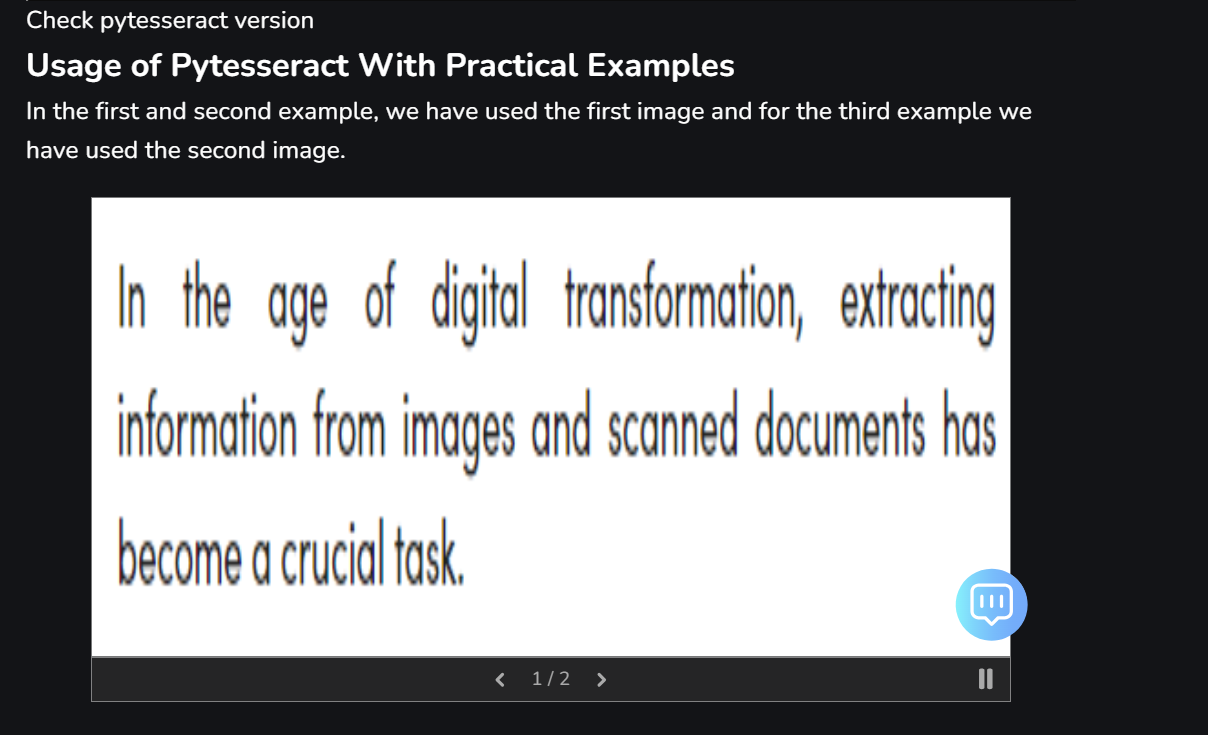 Check pytesseract version
Usage of Pytesseract With Practical Examples
In the first and second example, we have used the first image and for the third example we
have used the second image.
In the age of digital transformation, extracting
information from images and scanned documents has
become a crucial task.
1 / 2